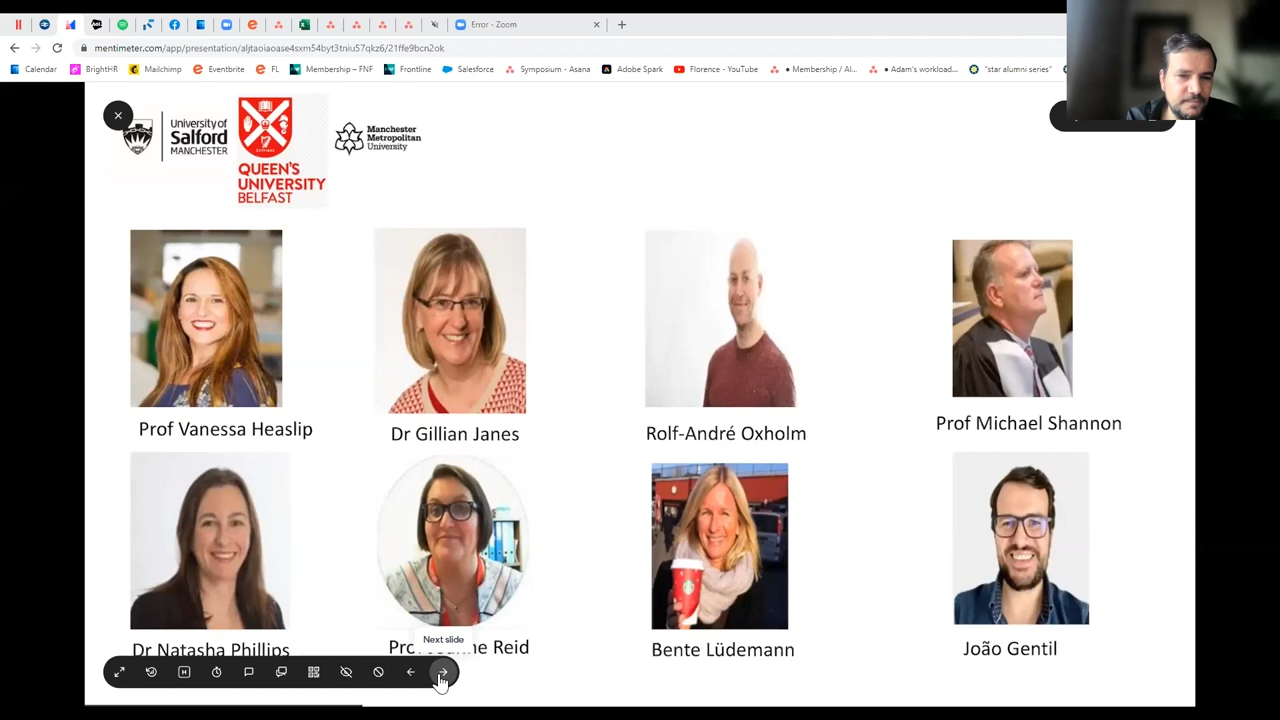 Error - Zoom
mentimeter.com/app/presentation/aljtaoiaoase4sxm54byt3tniu57qkz6/21ffe9bcn2ok
Calendar BrightHR Mailchimp Eventbrite FL Membership – FNF Frontline Salesforce Symposium - Asana Adobe Spark Florence - YouTube • Membership / Al... • Adam's workload... "star alumni series"
University of
Salford
MANCHESTER
QUEEN'S
UNIVERSITY
BELFAST
Manchester
Metropolitan
University
Prof Vanessa Heaslip
Dr Gillian Janes
Rolf-André Oxholm
Prof Michael Shannon
Dr Natasha Phillips
Reid
Bente Lüdemann
João Gentil
Next slide